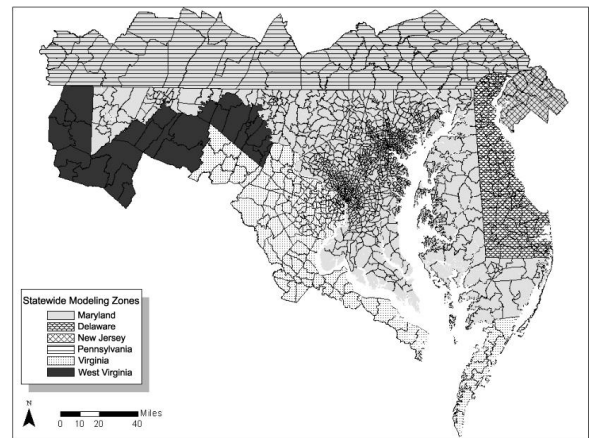 Statewide Modeling Zones
Maryland
Delaware
New Jersey
Pennsylvania
Virginia
West Virginia
N
Miles
0 10 20 40